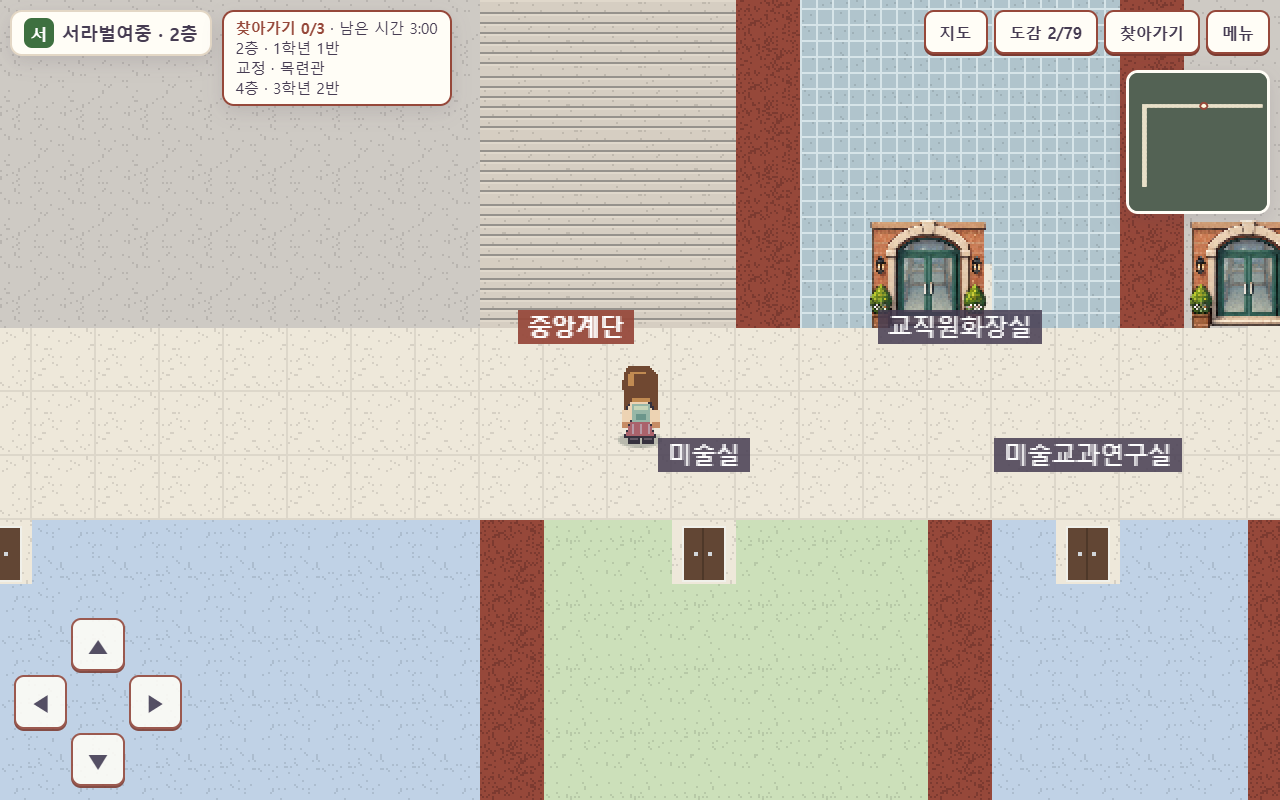 서 서라벌여중 · 2층
찾아가기 0/3 · 남은 시간 3:00
2층 · 1학년 1반
교정 · 목련관
4층 · 3학년 2반
지도
도감 2/79
찾아가기
메뉴
중앙계단
교직원화장실
미술실
미술교과연구실